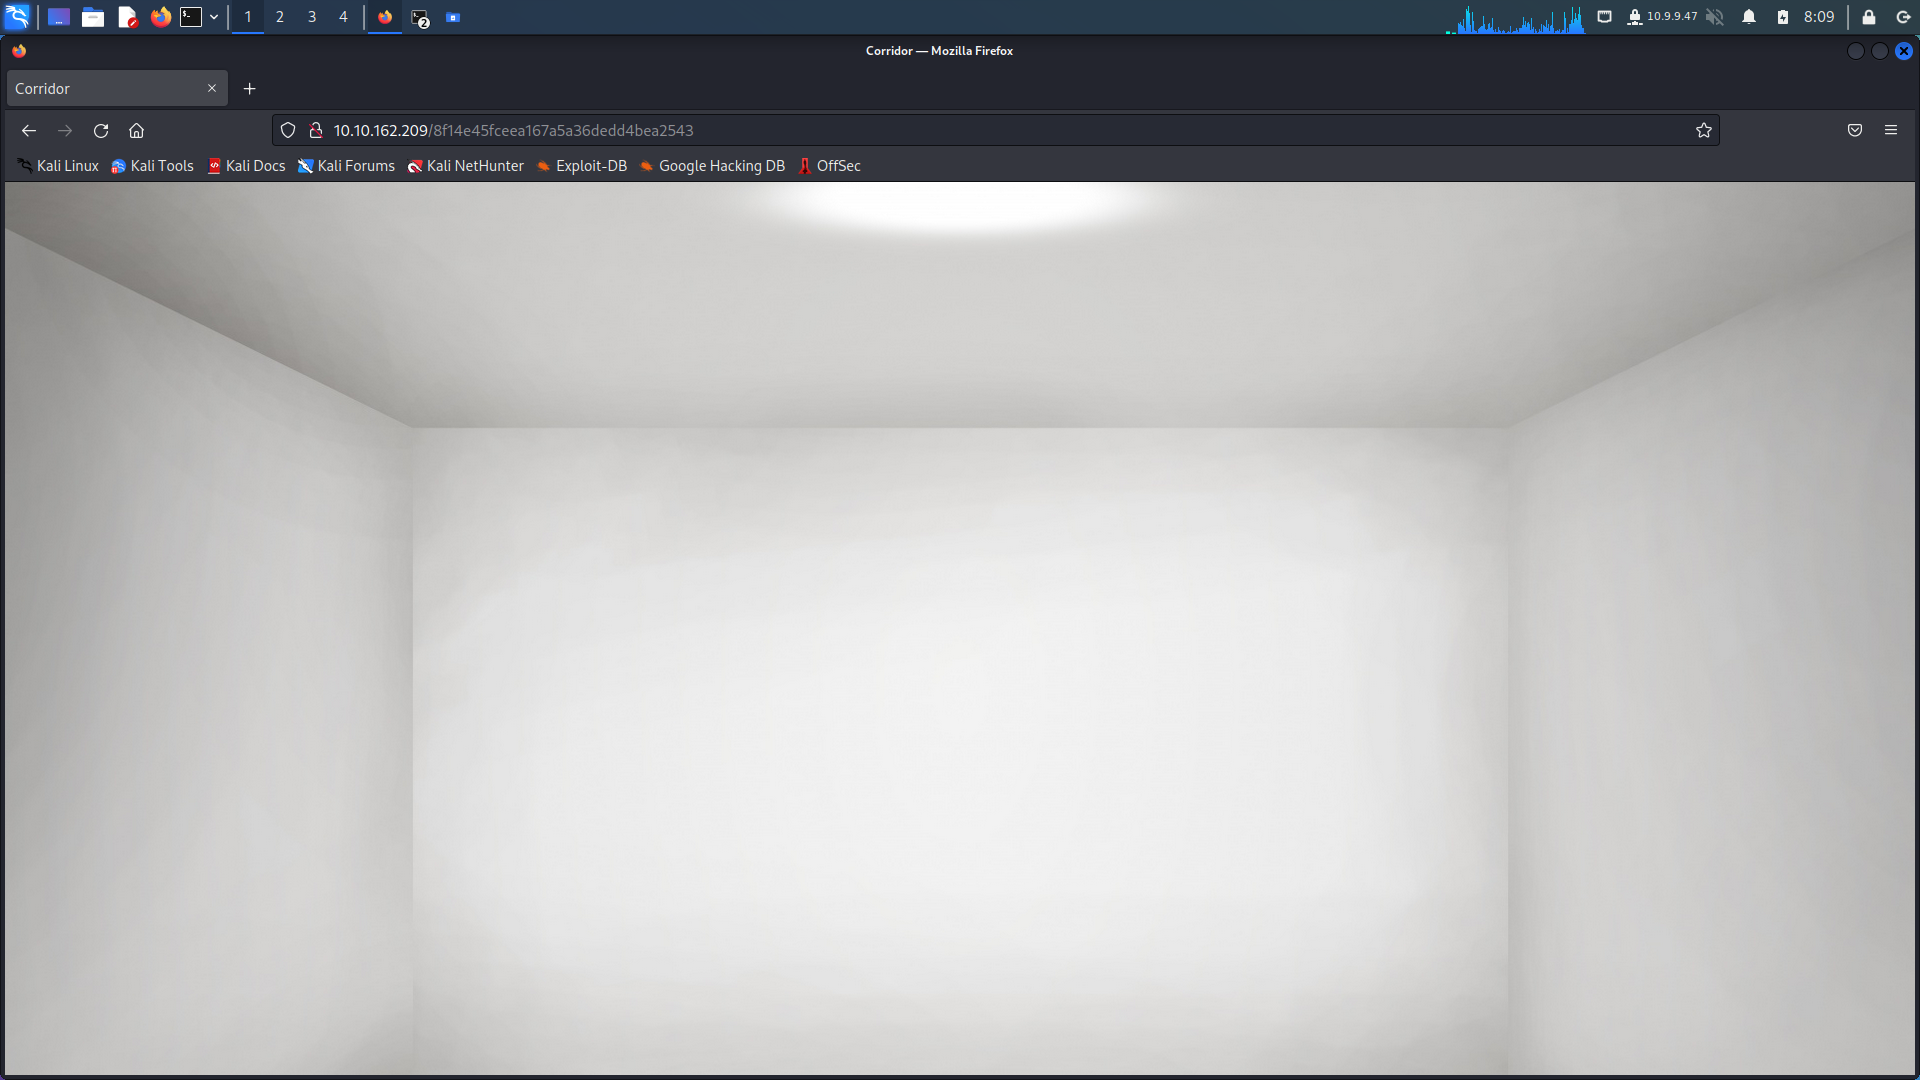 1 2 3 4 2 10.9.9.47 8:09
Corridor — Mozilla Firefox
Corridor
10.10.162.209/8f14e45fceea167a5a36dedd4bea2543
Kali Linux Kali Tools Kali Docs Kali Forums Kali NetHunter Exploit-DB Google Hacking DB OffSec